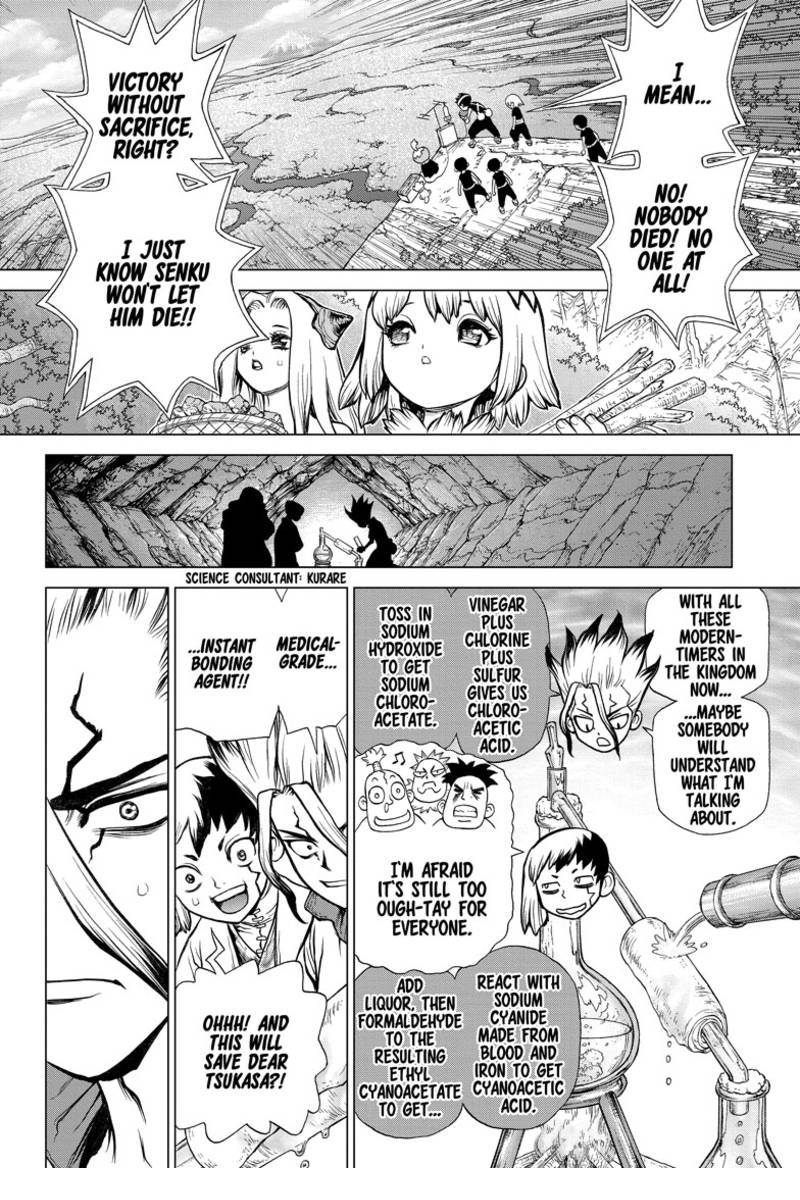 I
MEAN...
NO!
NOBODY
DIED! NO
ONE AT
ALL!
VICTORY
WITHOUT
SACRIFICE,
RIGHT?
I JUST
KNOW SENKU
WON'T LET
HIM DIE!!
SCIENCE CONSULTANT: KURARE
WITH ALL
THESE
MODERN-
TIMERS IN
THE KINGDOM
NOW...
...MAYBE
SOMEBODY
WILL
UNDERSTAND
WHAT I'M
TALKING
ABOUT.
VINEGAR
PLUS
CHLORINE
PLUS
SULFUR
GIVES US
CHLORO-
ACETIC
ACID.
TOSS IN
SODIUM
HYDROXIDE
TO GET
SODIUM
CHLORO-
ACETATE.
I'M AFRAID
IT'S STILL TOO
OUGH-TAY FOR
EVERYONE.
REACT WITH
SODIUM
CYANIDE
MADE FROM
BLOOD AND
IRON TO GET
CYANOACETIC
ACID.
ADD
LIQUOR, THEN
FORMALDEHYDE
TO THE
RESULTING
ETHYL
CYANOACETATE
TO GET...
MEDICAL-
GRADE...
...INSTANT
BONDING
AGENT!!
OHHH! AND
THIS WILL
SAVE DEAR
TSUKASA?!